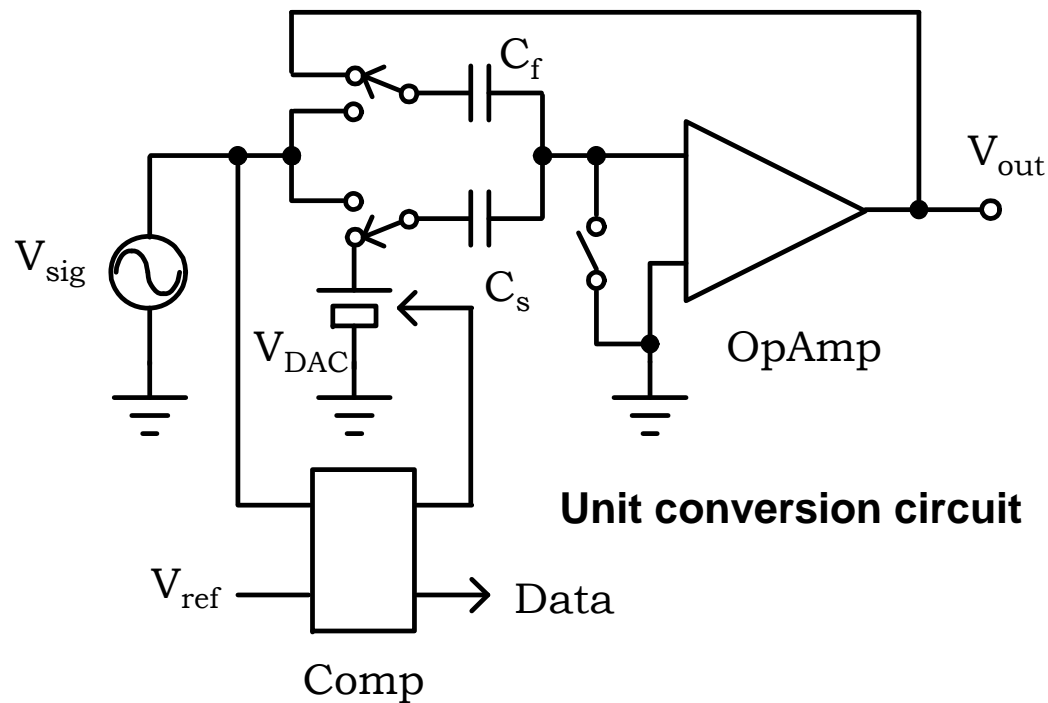 C_f
V_out
V_sig
C_s
OpAmp
V_DAC
Unit conversion circuit
V_ref
Data
Comp